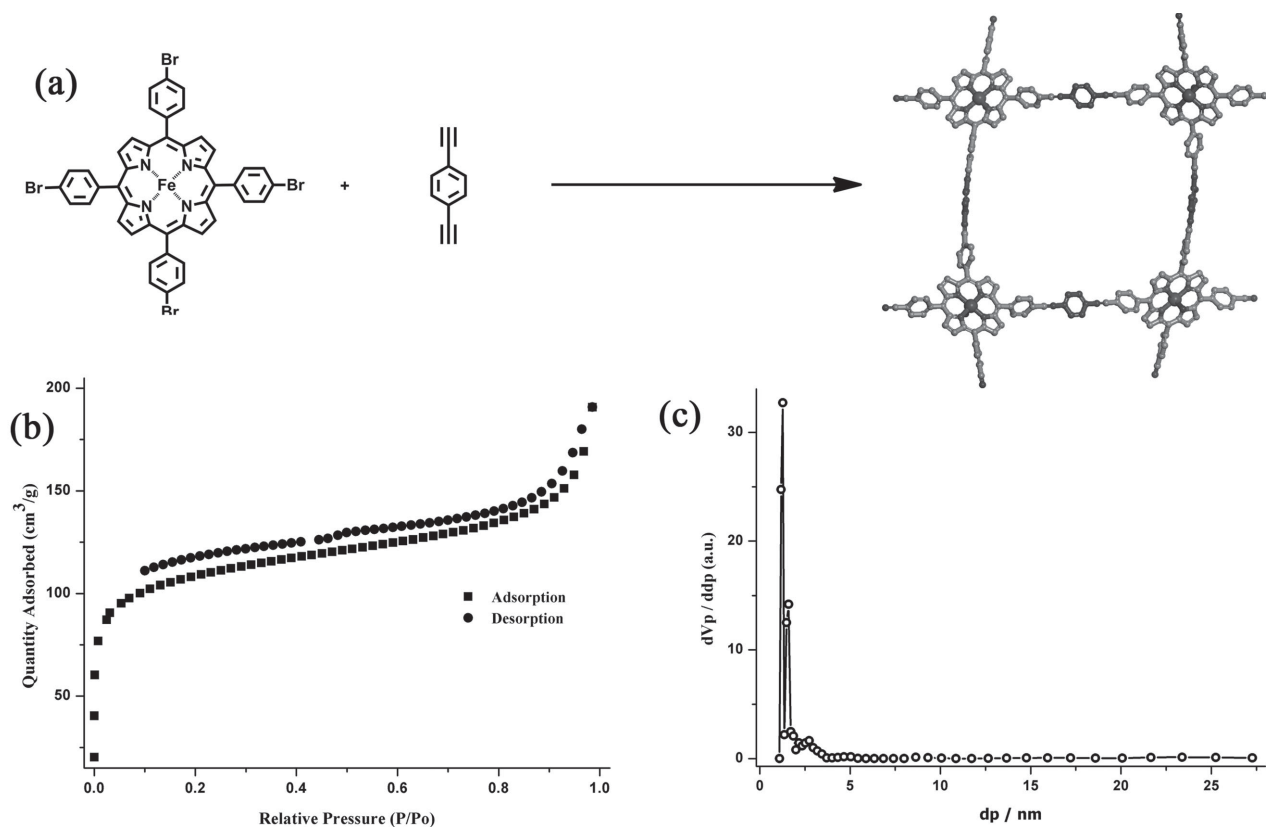 (a)
Br
Br
Br
Br
N
N
N
N
Fe
+
(b)
Quantity Adsorbed (cm³/g)
200
150
100
50
0.0 0.2 0.4 0.6 0.8 1.0
Relative Pressure (P/Po)
Adsorption
Desorption
(c)
dVp / ddp (a.u.)
30
20
10
0
0 5 10 15 20 25
dp / nm